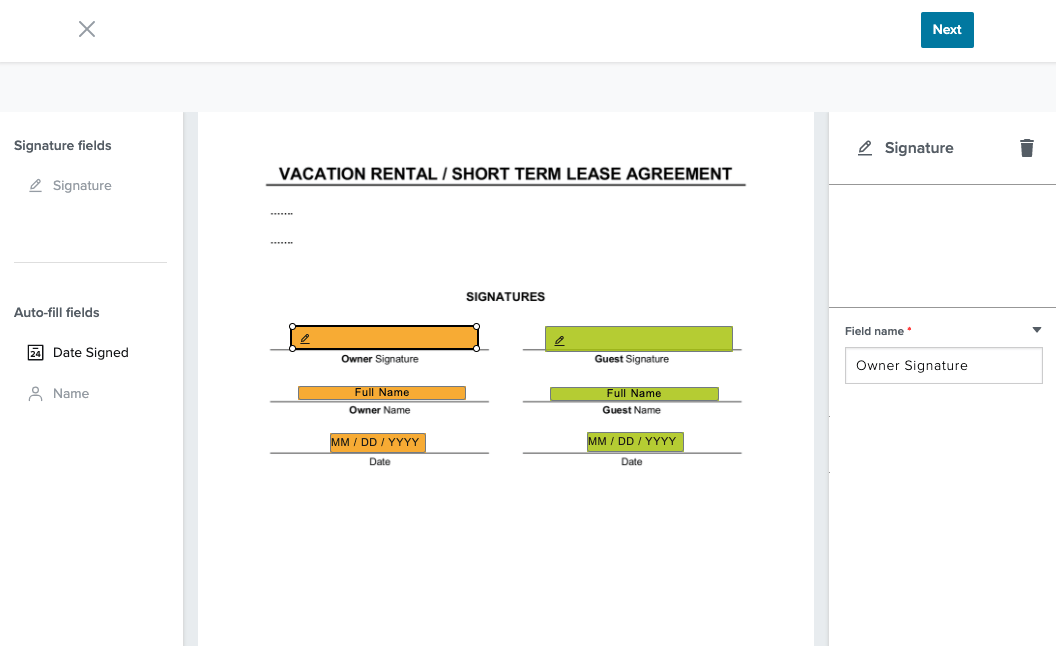 Next
Signature fields
Signature
Auto-fill fields
24
Date Signed
Name
VACATION RENTAL / SHORT TERM LEASE AGREEMENT
.......
.......
SIGNATURES
Owner Signature
Guest Signature
Full Name
Full Name
Owner Name
Guest Name
MM / DD / YYYY
MM / DD / YYYY
Date
Date
Signature
Field name *
Owner Signature